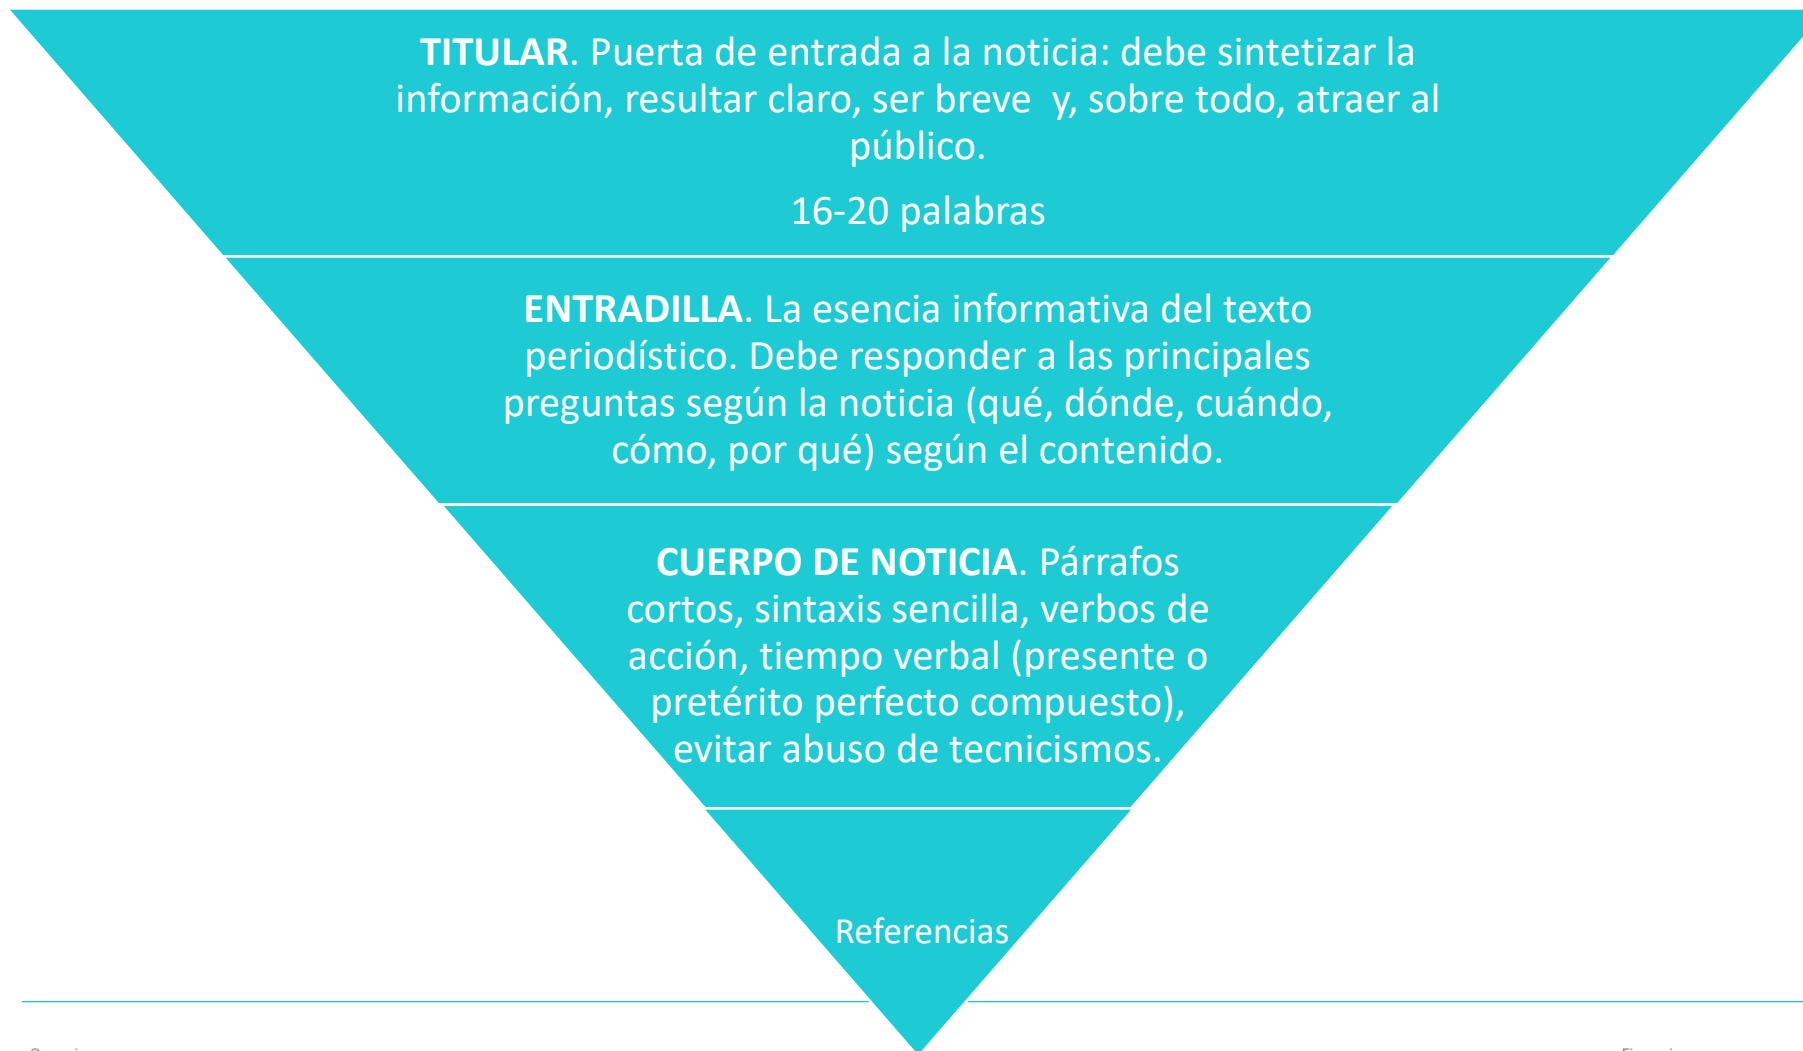 TITULAR. Puerta de entrada a la noticia: debe sintetizar la
información, resultar claro, ser breve  y, sobre todo, atraer al
público.
16-20 palabras
ENTRADILLA. La esencia informativa del texto
periodístico. Debe responder a las principales
preguntas según la noticia (qué, dónde, cuándo,
cómo, por qué) según el contenido.
CUERPO DE NOTICIA. Párrafos
cortos, sintaxis sencilla, verbos de
acción, tiempo verbal (presente o
pretérito perfecto compuesto),
evitar abuso de tecnicismos.
Referencias